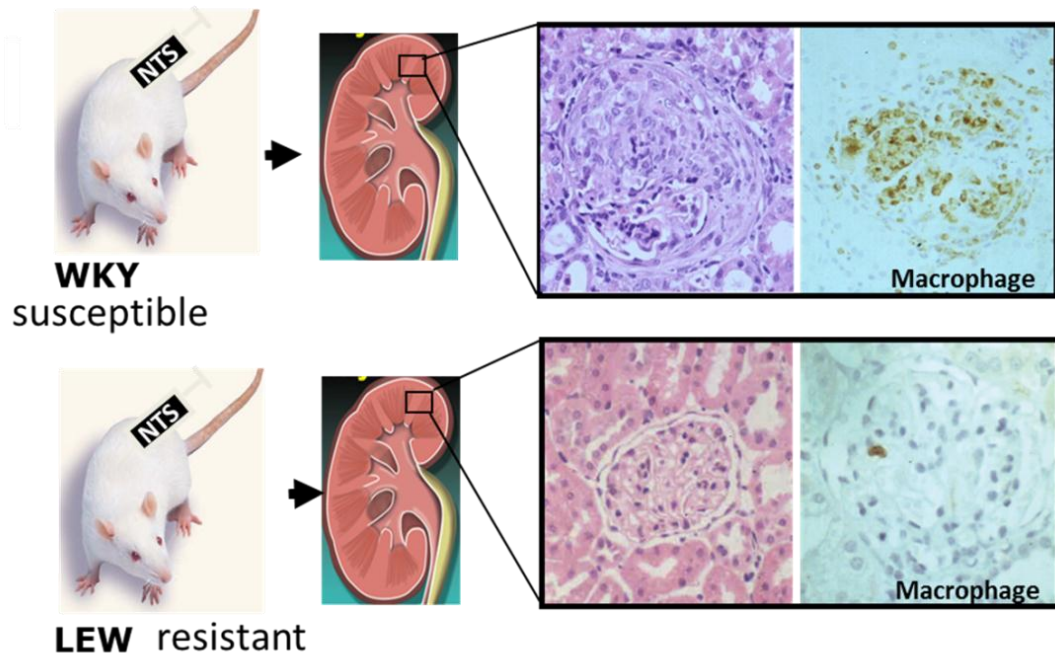 NTS
WKY
susceptible
Macrophage
NTS
LEW resistant
Macrophage